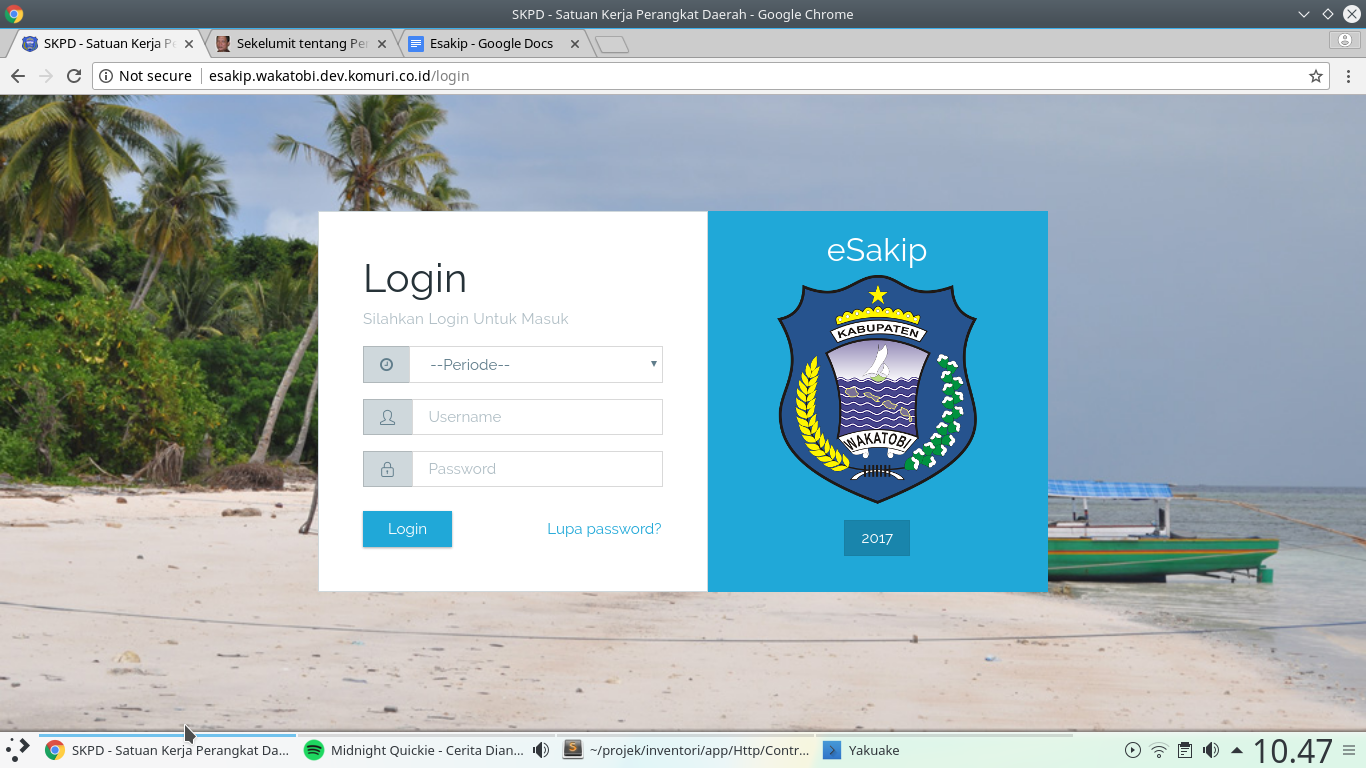 SKPD - Satuan Kerja Perangkat Daerah - Google Chrome
SKPD - Satuan Kerja P
Sekelumit tentang Pe
Esakip - Google Docs
Not secure
esakip.wakatobi.dev.komuri.co.id/login
Login
Silahkan Login Untuk Masuk
--Periode--
Username
Password
Login
Lupa password?
eSakip
KABUPATEN
WAKATOBI
2017
SKPD - Satuan Kerja Perangkat Da...
Midnight Quickie - Cerita Dian...
~/projek/inventori/app/Http/Contr...
Yakuake
10.47